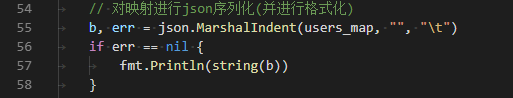 54 // 对映射进行json序列化(并进行格式化)
55 b, err = json.MarshalIndent(users_map, "", "\t")
56 if err == nil {
57 fmt.Println(string(b))
58 }